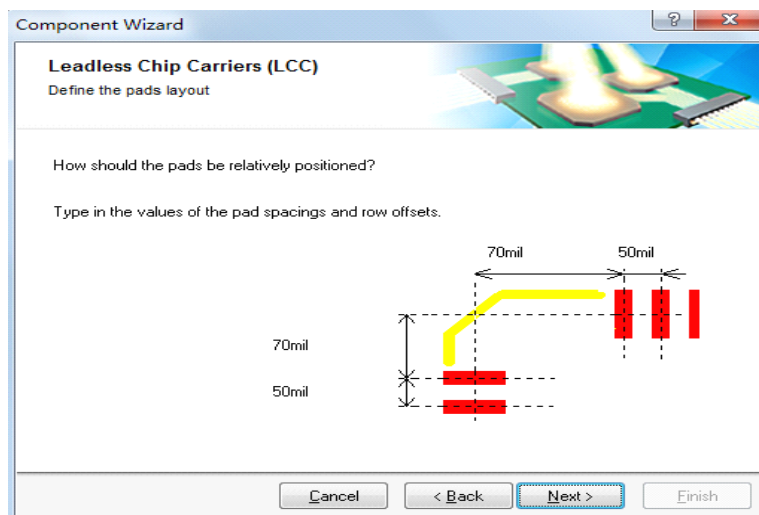 Component Wizard
Leadless Chip Carriers (LCC)
Define the pads layout
How should the pads be relatively positioned?
Type in the values of the pad spacings and row offsets.
70mil 50mil
70mil
50mil
Cancel < Back Next > Finish